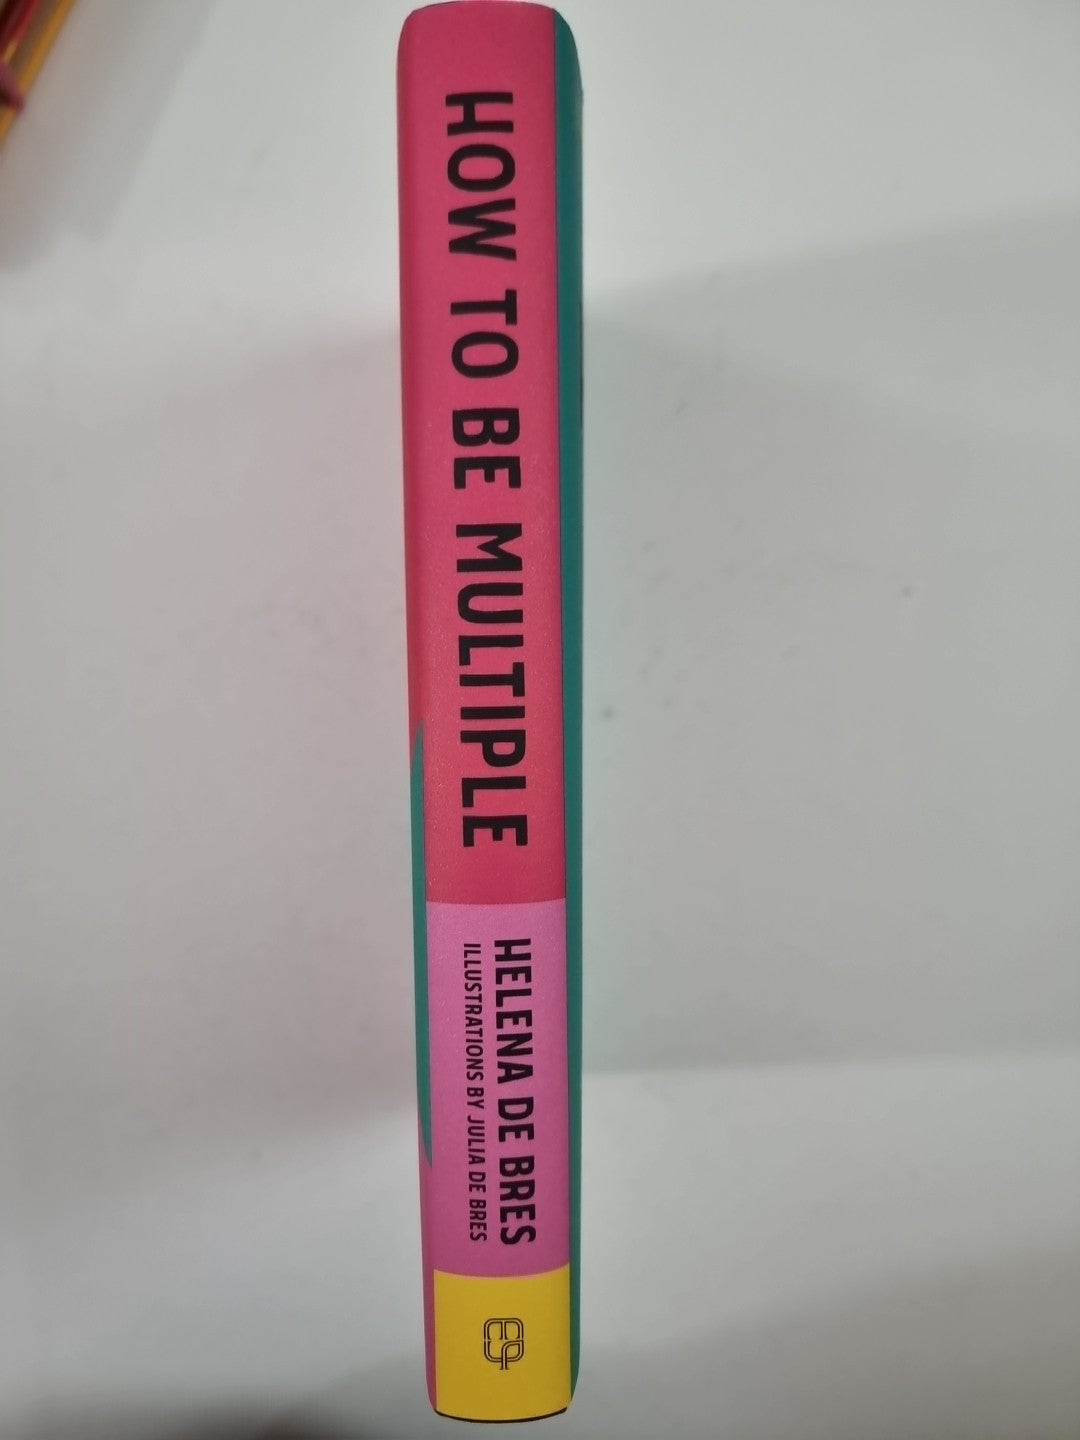 HOW TO BE MULTIPLE
HELENA DE BRES
ILLUSTRATIONS BY JULIA DE BRES